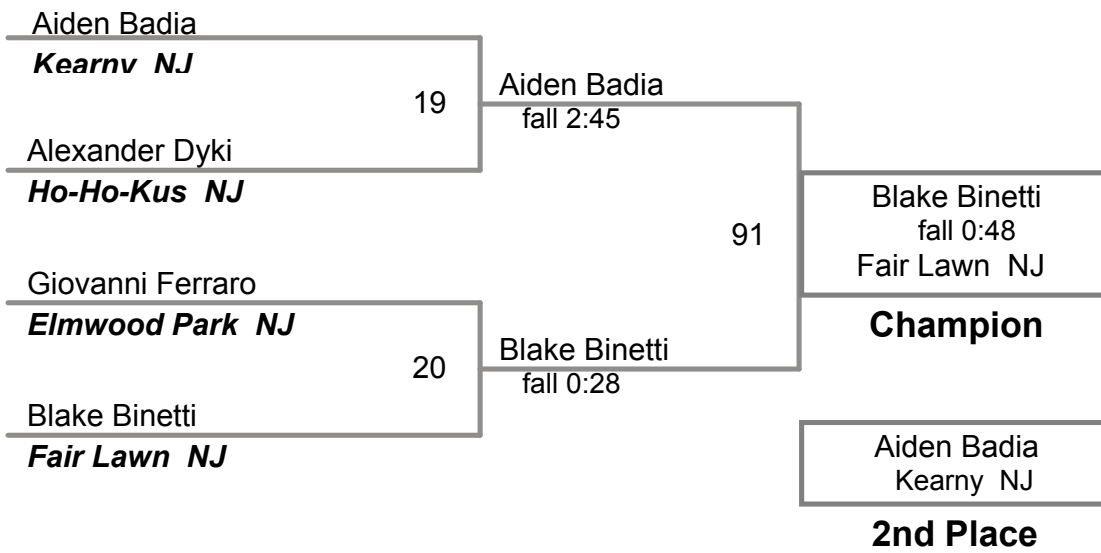 Aiden Badia
Kearny NJ
19
Aiden Badia
fall 2:45
Alexander Dyki
Ho-Ho-Kus NJ
91
Blake Binetti
fall 0:48
Fair Lawn NJ
Champion
Giovanni Ferraro
Elmwood Park NJ
20
Blake Binetti
fall 0:28
Blake Binetti
Fair Lawn NJ
Aiden Badia
Kearny NJ
2nd Place